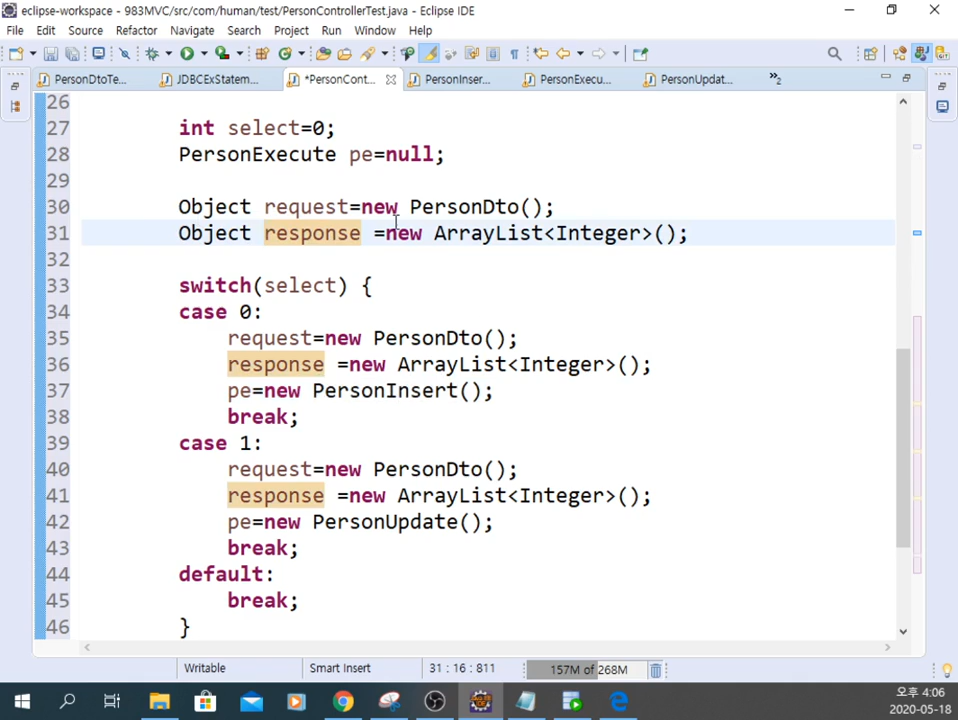 eclipse-workspace - 983MVC/src/com/human/test/PersonControllerTest.java - Eclipse IDE
File Edit Source Refactor Navigate Search Project Run Window Help
PersonDtoTe... JDBCExStatem... *PersonCont... PersonInser... PersonExecu... PersonUpdat... »2
26
27 int select=0;
28 PersonExecute pe=null;
29
30 Object request=new PersonDto();
31 Object response =new ArrayList<Integer>();
32
33 switch(select) {
34 case 0:
35 request=new PersonDto();
36 response =new ArrayList<Integer>();
37 pe=new PersonInsert();
38 break;
39 case 1:
40 request=new PersonDto();
41 response =new ArrayList<Integer>();
42 pe=new PersonUpdate();
43 break;
44 default:
45 break;
46 }
Writable Smart Insert 31 : 16 : 811 157M of 268M
오후 4:06
2020-05-18